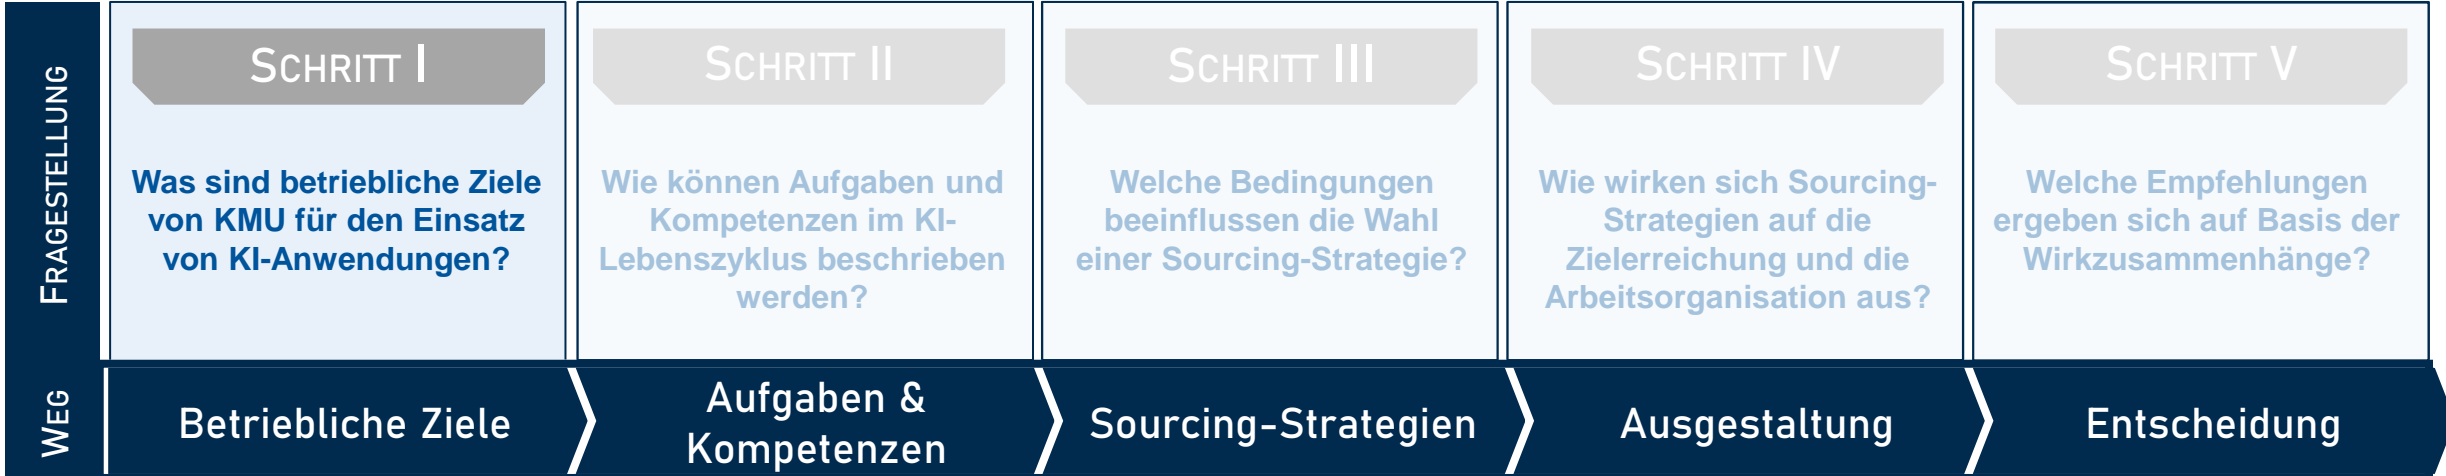 FRAGESTELLUNG
SCHRITT I
Was sind betriebliche Ziele
von KMU für den Einsatz
von KI-Anwendungen?
SCHRITT II
Wie können Aufgaben und
Kompetenzen im KI-
Lebenszyklus beschrieben
werden?
SCHRITT III
Welche Bedingungen
beeinflussen die Wahl
einer Sourcing-Strategie?
SCHRITT IV
Wie wirken sich Sourcing-
Strategien auf die
Zielerreichung und die
Arbeitsorganisation aus?
SCHRITT V
Welche Empfehlungen
ergeben sich auf Basis der
Wirkzusammenhänge?
WEG
Betriebliche Ziele
Aufgaben &
Kompetenzen
Sourcing-Strategien
Ausgestaltung
Entscheidung